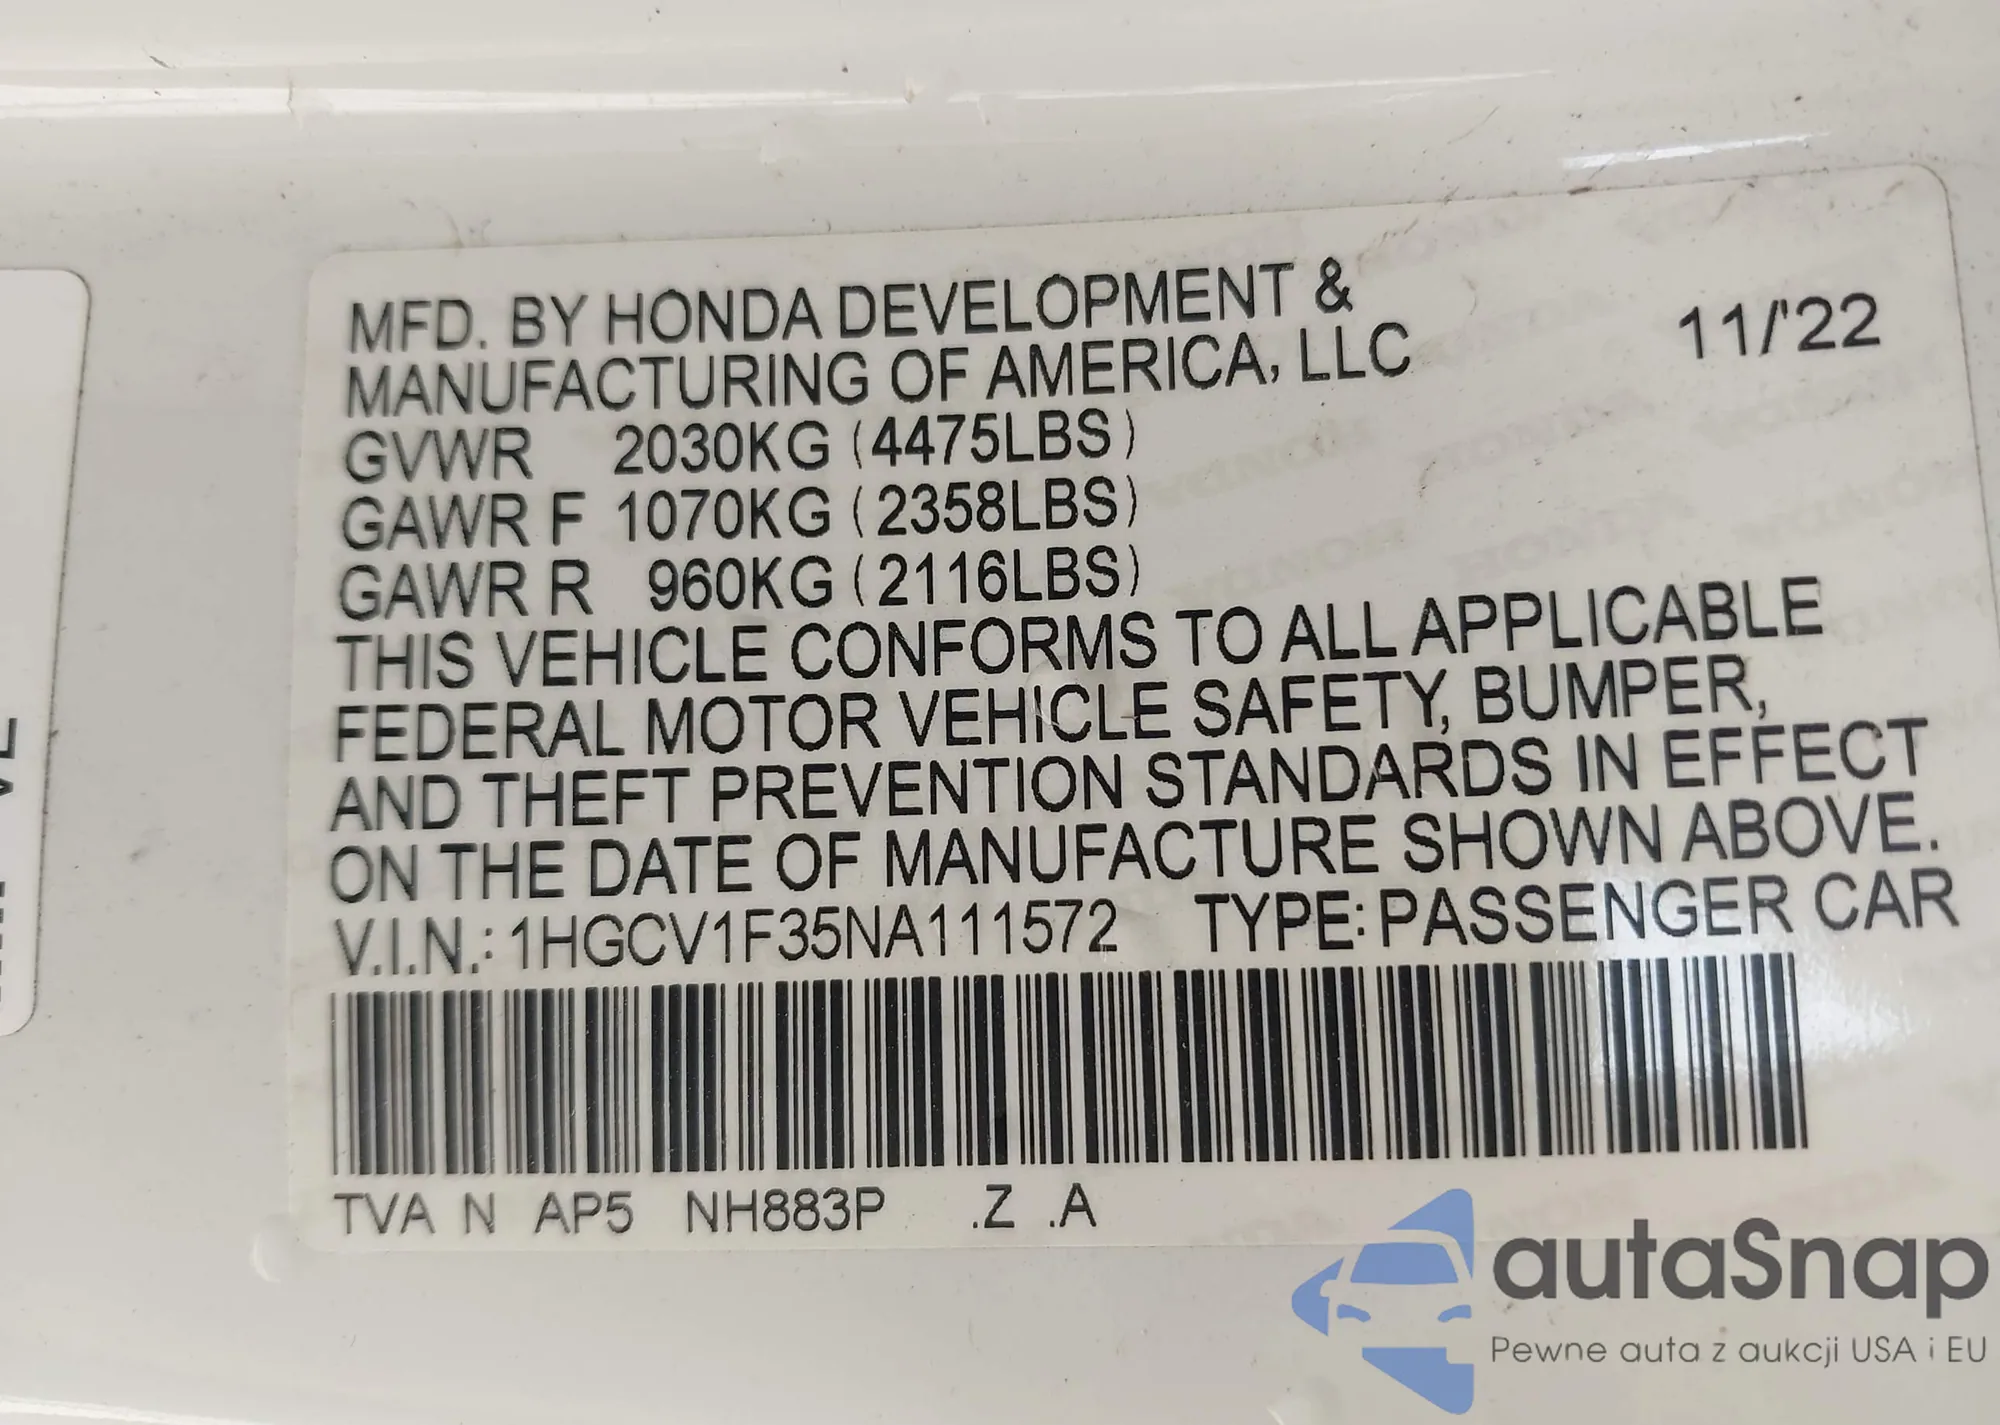 MFD. BY HONDA DEVELOPMENT &
MANUFACTURING OF AMERICA, LLC
11/'22
GVWR 2030KG (4475LBS)
GAWR F 1070KG (2358LBS)
GAWR R 960KG (2116LBS)
THIS VEHICLE CONFORMS TO ALL APPLICABLE
FEDERAL MOTOR VEHICLE SAFETY, BUMPER,
AND THEFT PREVENTION STANDARDS IN EFFECT
ON THE DATE OF MANUFACTURE SHOWN ABOVE.
V.I.N.: 1HGCV1F35NA111572 TYPE: PASSENGER CAR
TVA N AP5 NH883P .Z .A
autaSnap
Pewne auta z aukcji USA i EU